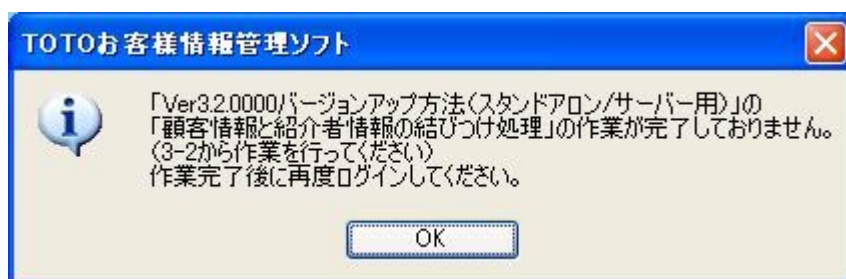 TOTOお客様情報管理ソフト
「Ver3.2.0000バージョンアップ方法(スタンドアロン/サーバー用)」の
「顧客情報と紹介者情報の結びつけ処理」の作業が完了しておりません。
(3-2から作業を行ってください)
作業完了後に再度ログインしてください。
OK